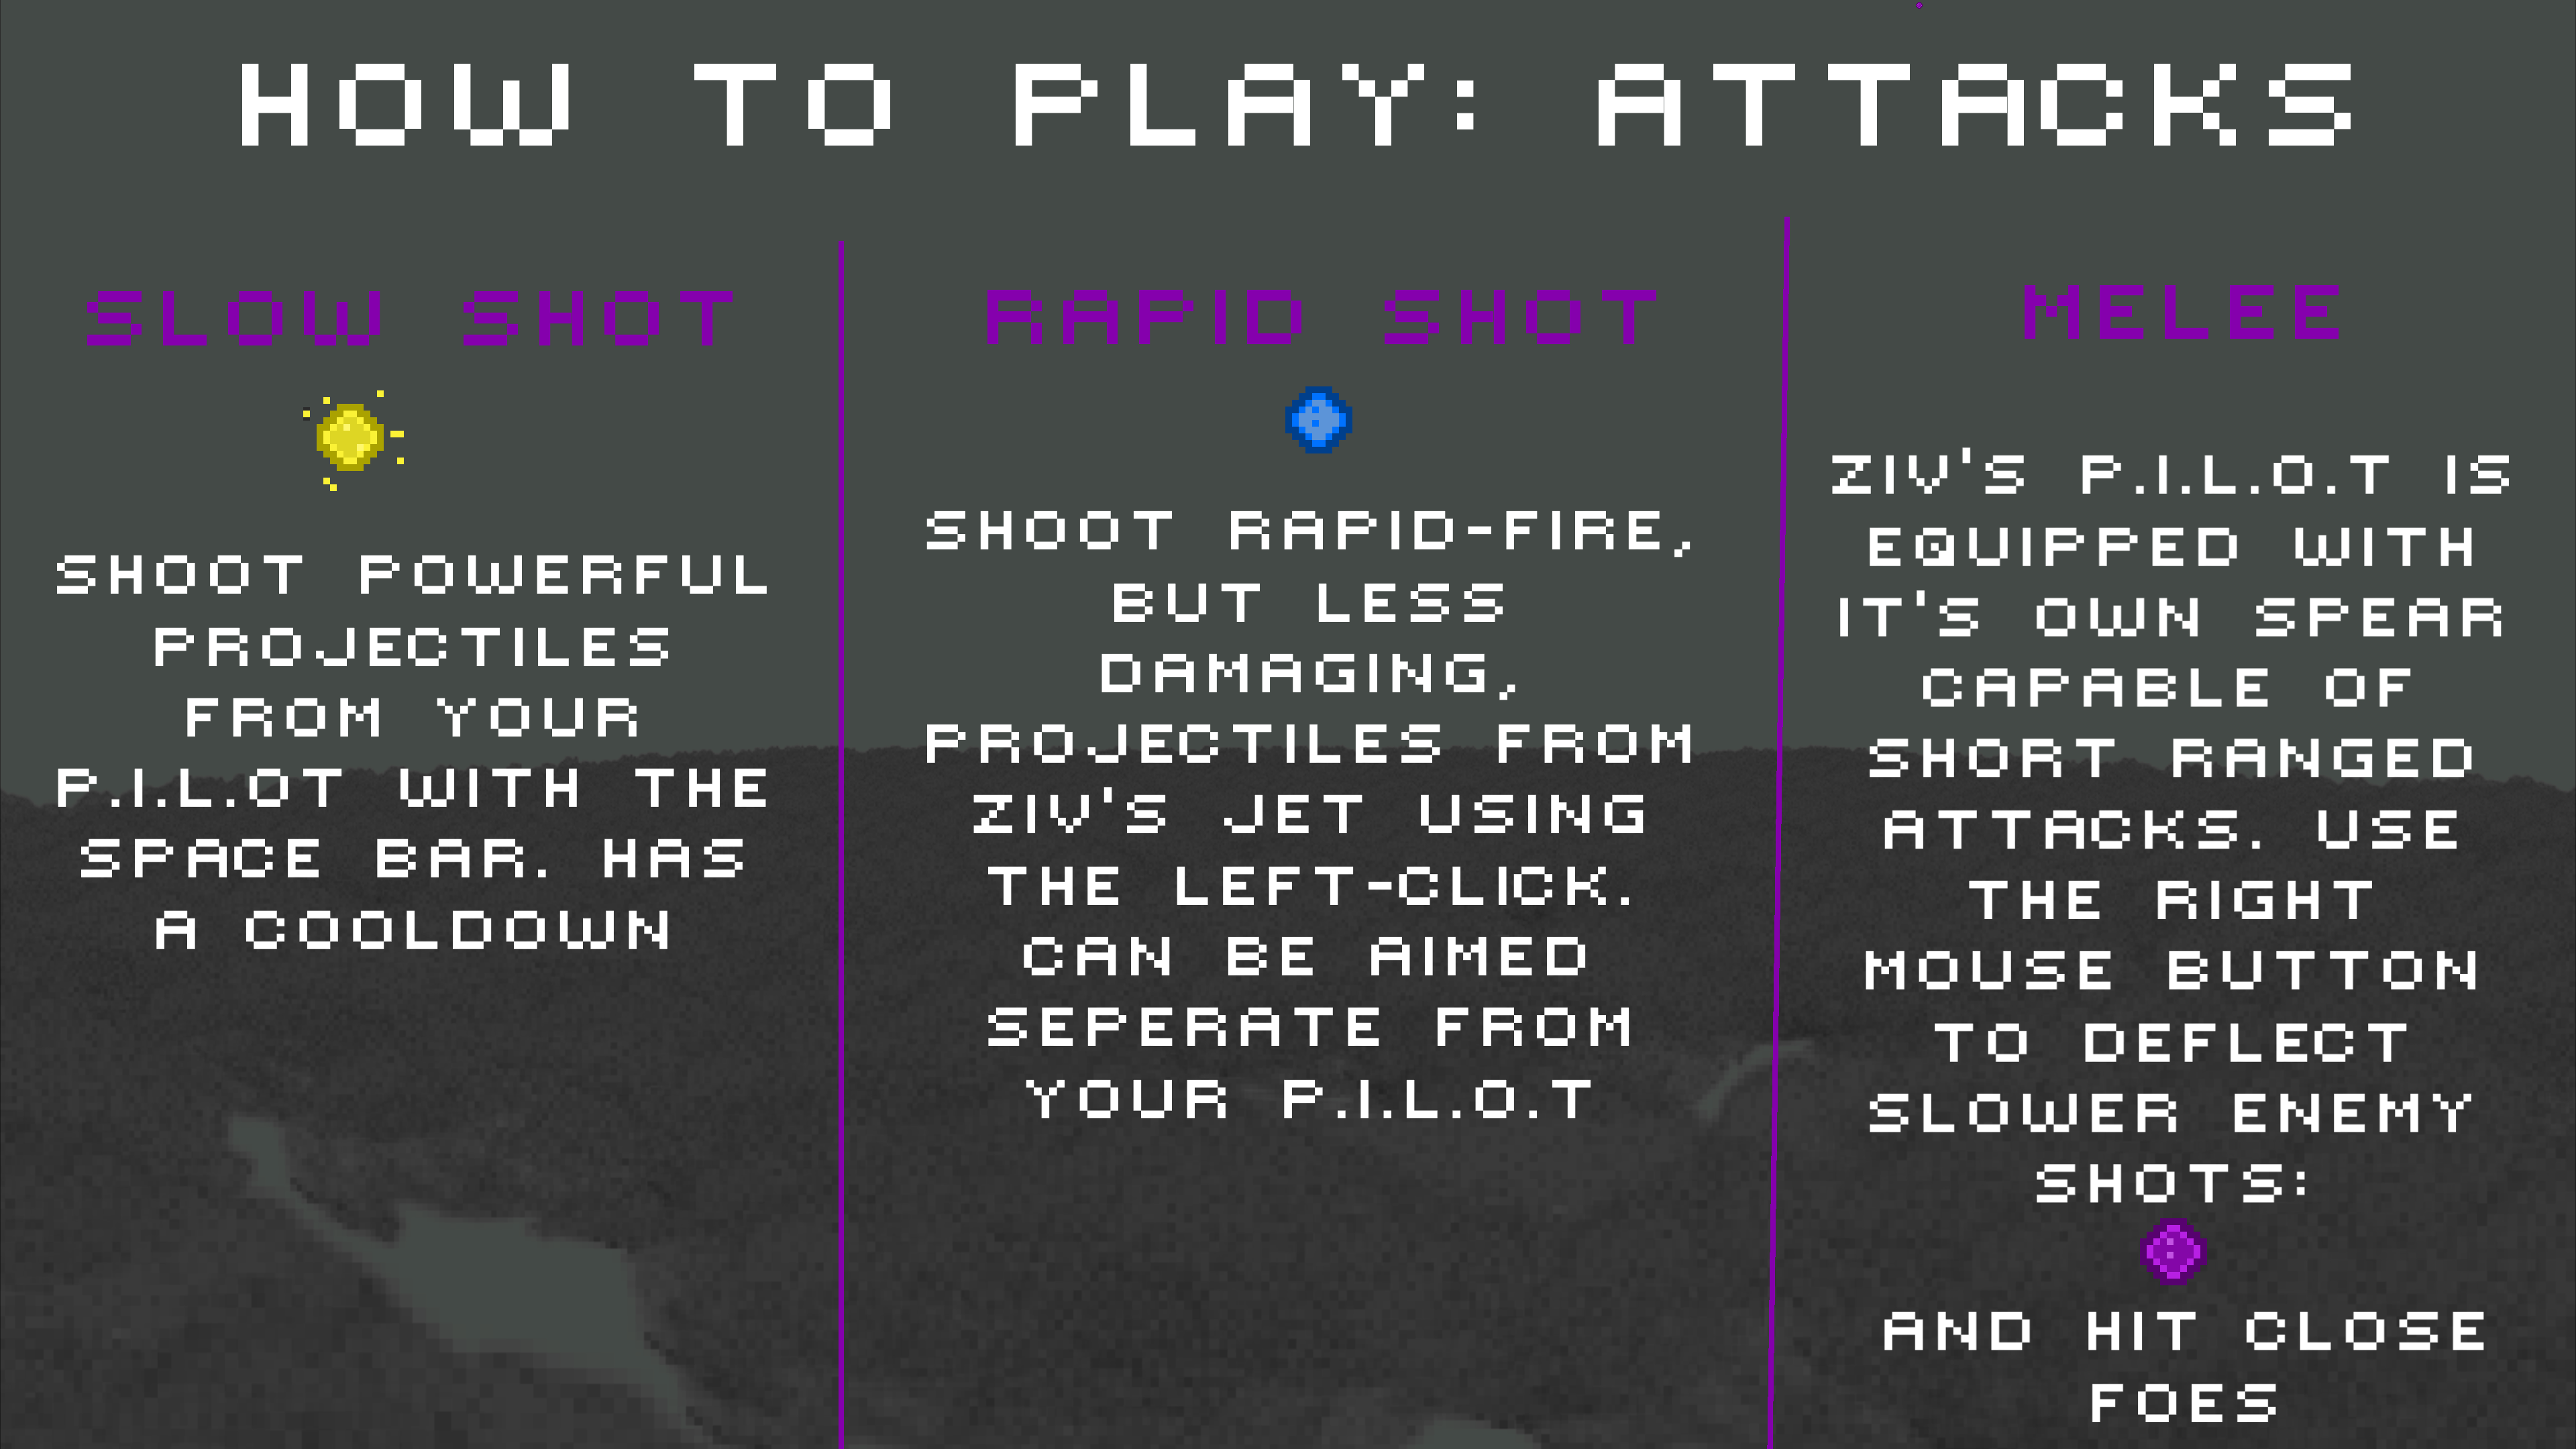 HOW TO PLAY: ATTACKS
SLOW SHOT
SHOOT POWERFUL
PROJECTILES
FROM YOUR
P.I.L.OT WITH THE
SPACE BAR. HAS
A COOLDOWN
RAPID SHOT
SHOOT RAPID-FIRE,
BUT LESS
DAMAGING,
PROJECTILES FROM
ZIV'S JET USING
THE LEFT-CLICK.
CAN BE AIMED
SEPERATE FROM
YOUR P.I.L.O.T
MELEE
ZIV'S P.I.L.O.T IS
EQUIPPED WITH
IT'S OWN SPEAR
CAPABLE OF
SHORT RANGED
ATTACKS. USE
THE RIGHT
MOUSE BUTTON
TO DEFLECT
SLOWER ENEMY
SHOTS:
AND HIT CLOSE
FOES